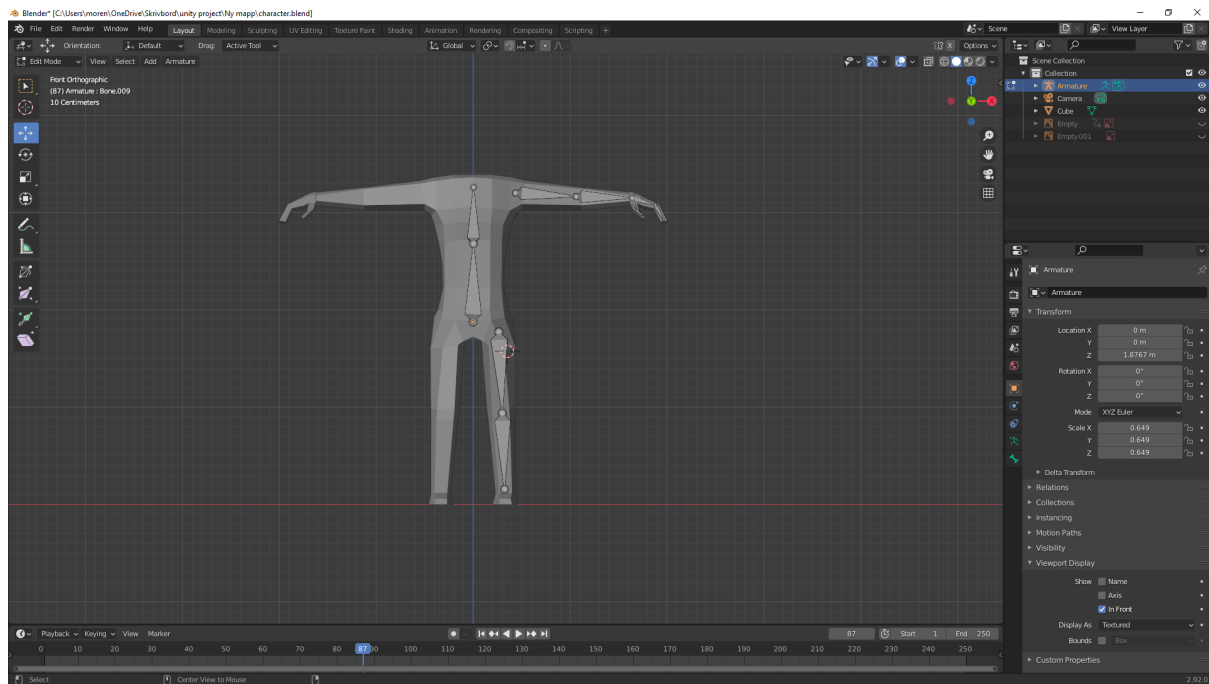 Blender* [C:\Users\moren\OneDrive\Skrivbord\unity project\Ny mapp\character.blend]
File Edit Render Window Help Layout Modeling Sculpting UV Editing Texture Paint Shading Animation Rendering Compositing Scripting + Scene View Layer
Orientation: Default Drag: Active Tool Global X Options
Edit Mode View Select Add Armature
Front Orthographic
(87) Armature : Bone.009
10 Centimeters
Z
Y
X
Scene Collection
Collection
Armature
Camera
Cube
Empty
Empty.001
Armature
Armature
Transform
Location X 0 m
Y 0 m
Z 1.8767 m
Rotation X 0°
Y 0°
Z 0°
Mode XYZ Euler
Scale X 0.649
Y 0.649
Z 0.649
Delta Transform
Relations
Collections
Instancing
Motion Paths
Visibility
Viewport Display
Show Name
Axis
In Front
Display As Textured
Bounds Box
Custom Properties
Playback Keying View Marker 87 Start 1 End 250
0 10 20 30 40 50 60 70 80 87 90 100 110 120 130 140 150 160 170 180 190 200 210 220 230 240 250
Select Center View to Mouse 2.92.0